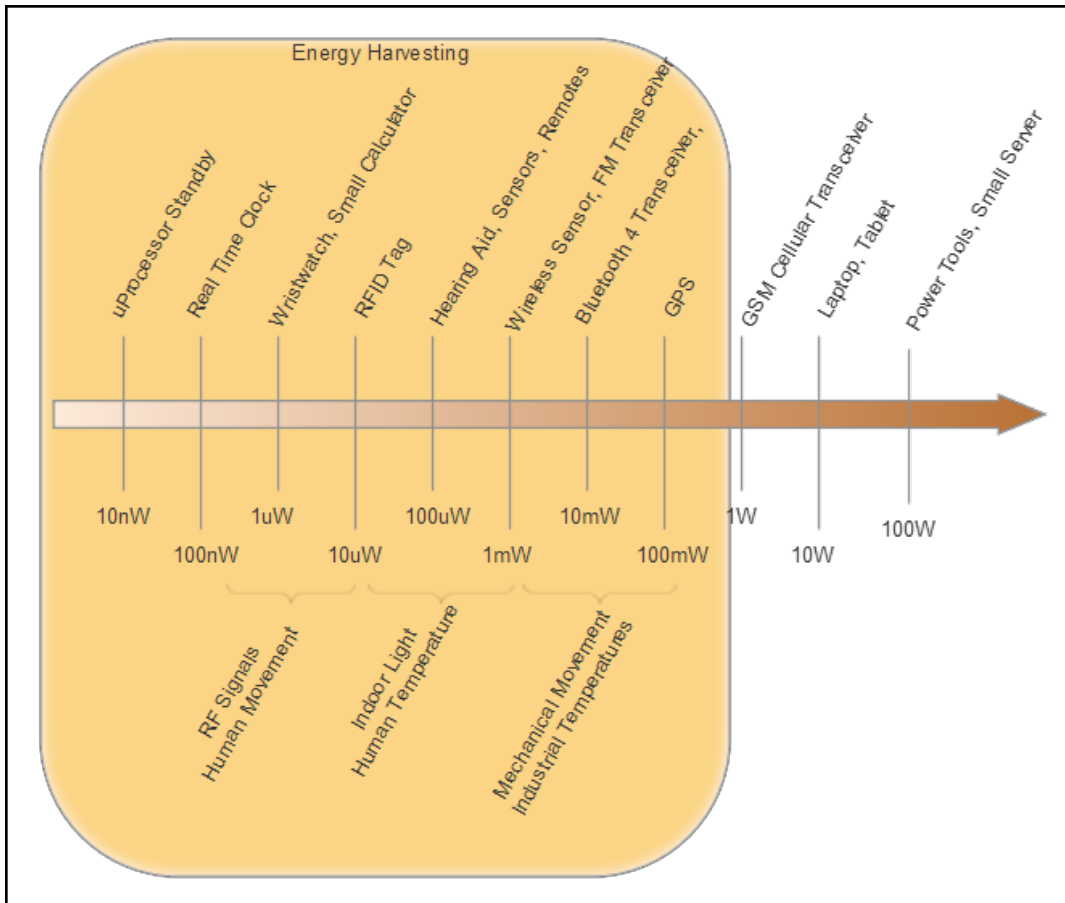 Energy Harvesting
uProcessor Standby
Real Time Clock
Wristwatch, Small Calculator
RFID Tag
Hearing Aid, Sensors, Remotes
Wireless Sensor, FM Transceiver
Bluetooth 4 Transceiver,
GPS
GSM Cellular Transceiver
Laptop, Tablet
Power Tools, Small Server
10nW
100nW
1uW
10uW
100uW
1mW
10mW
100mW
1W
10W
100W
RF Signals
Human Movement
Indoor Light
Human Temperature
Mechanical Movement
Industrial Temperatures